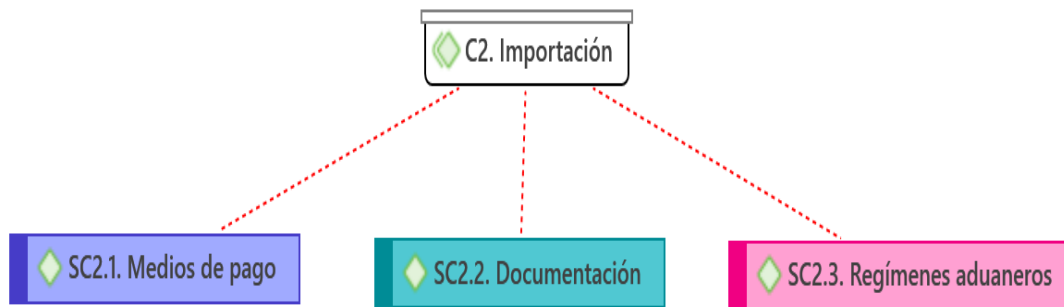 C2. Importación
SC2.1. Medios de pago
SC2.2. Documentación
SC2.3. Regímenes aduaneros